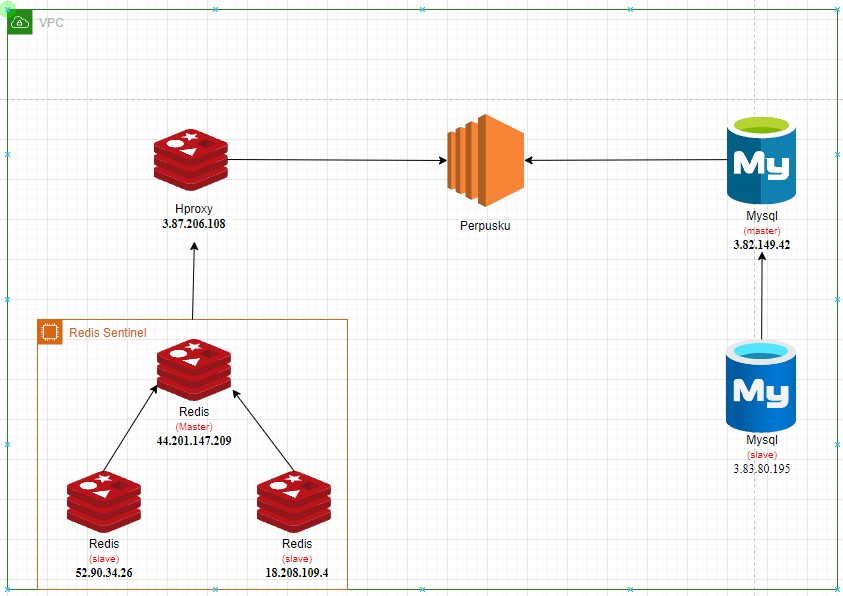 VPC
Hproxy
3.87.206.108
Perpusku
My
Mysql
(master)
3.82.149.42
Redis Sentinel
Redis
(Master)
44.201.147.209
My
Mysql
(slave)
3.83.80.195
Redis
(slave)
52.90.34.26
Redis
(slave)
18.208.109.4